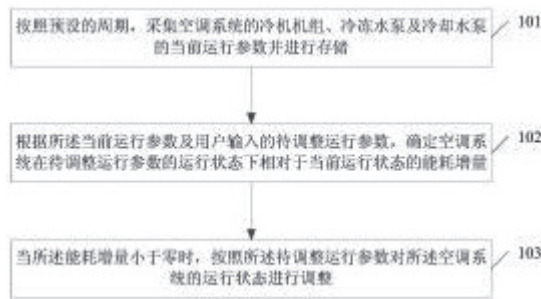 按照预设的周期，采集空调系统的冷机机组、冷冻水泵及冷却水泵
的当前运行参数并进行存储
101
根据所述当前运行参数及用户输入的待调整运行参数，确定空调系
统在待调整运行参数的运行状态下相对于当前运行状态的能耗增量
102
当所述能耗增量小于零时，按照所述待调整运行参数对所述空调系
统的运行状态进行调整
103